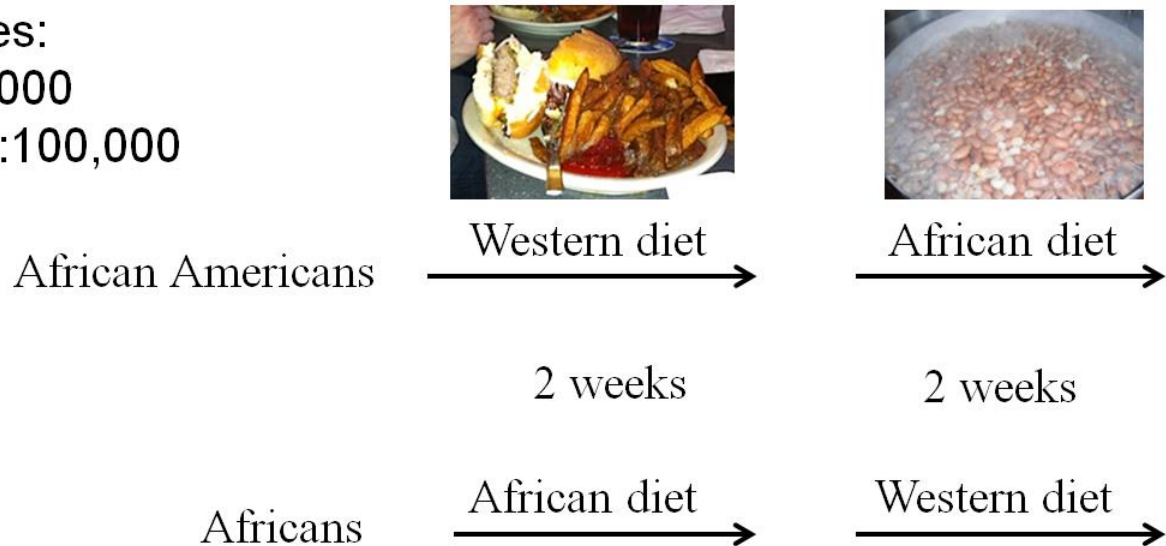 es:
000
:100,000
Western diet
African diet
African Americans
2 weeks
2 weeks
African diet
Western diet
Africans